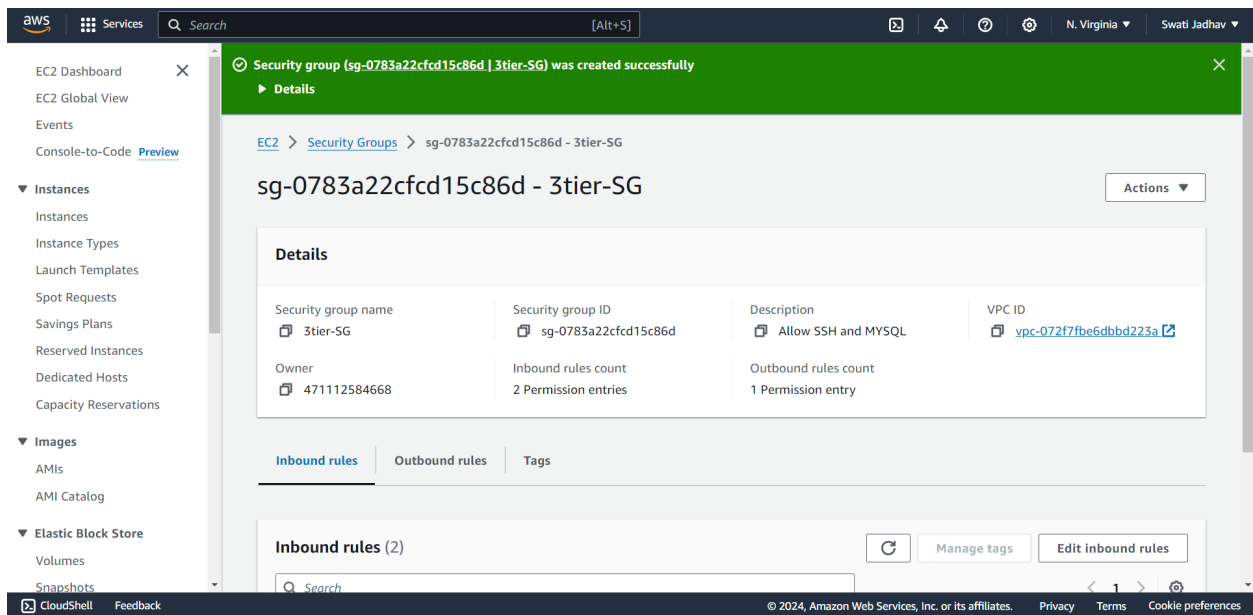 aws
Services
Search
[Alt+S]
N. Virginia
Swati Jadhav
EC2 Dashboard
EC2 Global View
Events
Console-to-Code Preview
Instances
Instances
Instance Types
Launch Templates
Spot Requests
Savings Plans
Reserved Instances
Dedicated Hosts
Capacity Reservations
Images
AMIs
AMI Catalog
Elastic Block Store
Volumes
Snapshots
Security group (sg-0783a22cfcd15c86d | 3tier-SG) was created successfully
Details
EC2 > Security Groups > sg-0783a22cfcd15c86d - 3tier-SG
sg-0783a22cfcd15c86d - 3tier-SG
Actions
Details
Security group name
3tier-SG
Security group ID
sg-0783a22cfcd15c86d
Description
Allow SSH and MYSQL
VPC ID
vpc-072f7fbe6dbbd223a
Owner
471112584668
Inbound rules count
2 Permission entries
Outbound rules count
1 Permission entry
Inbound rules
Outbound rules
Tags
Inbound rules (2)
Manage tags
Edit inbound rules
Search
1
CloudShell
Feedback
© 2024, Amazon Web Services, Inc. or its affiliates.
Privacy
Terms
Cookie preferences